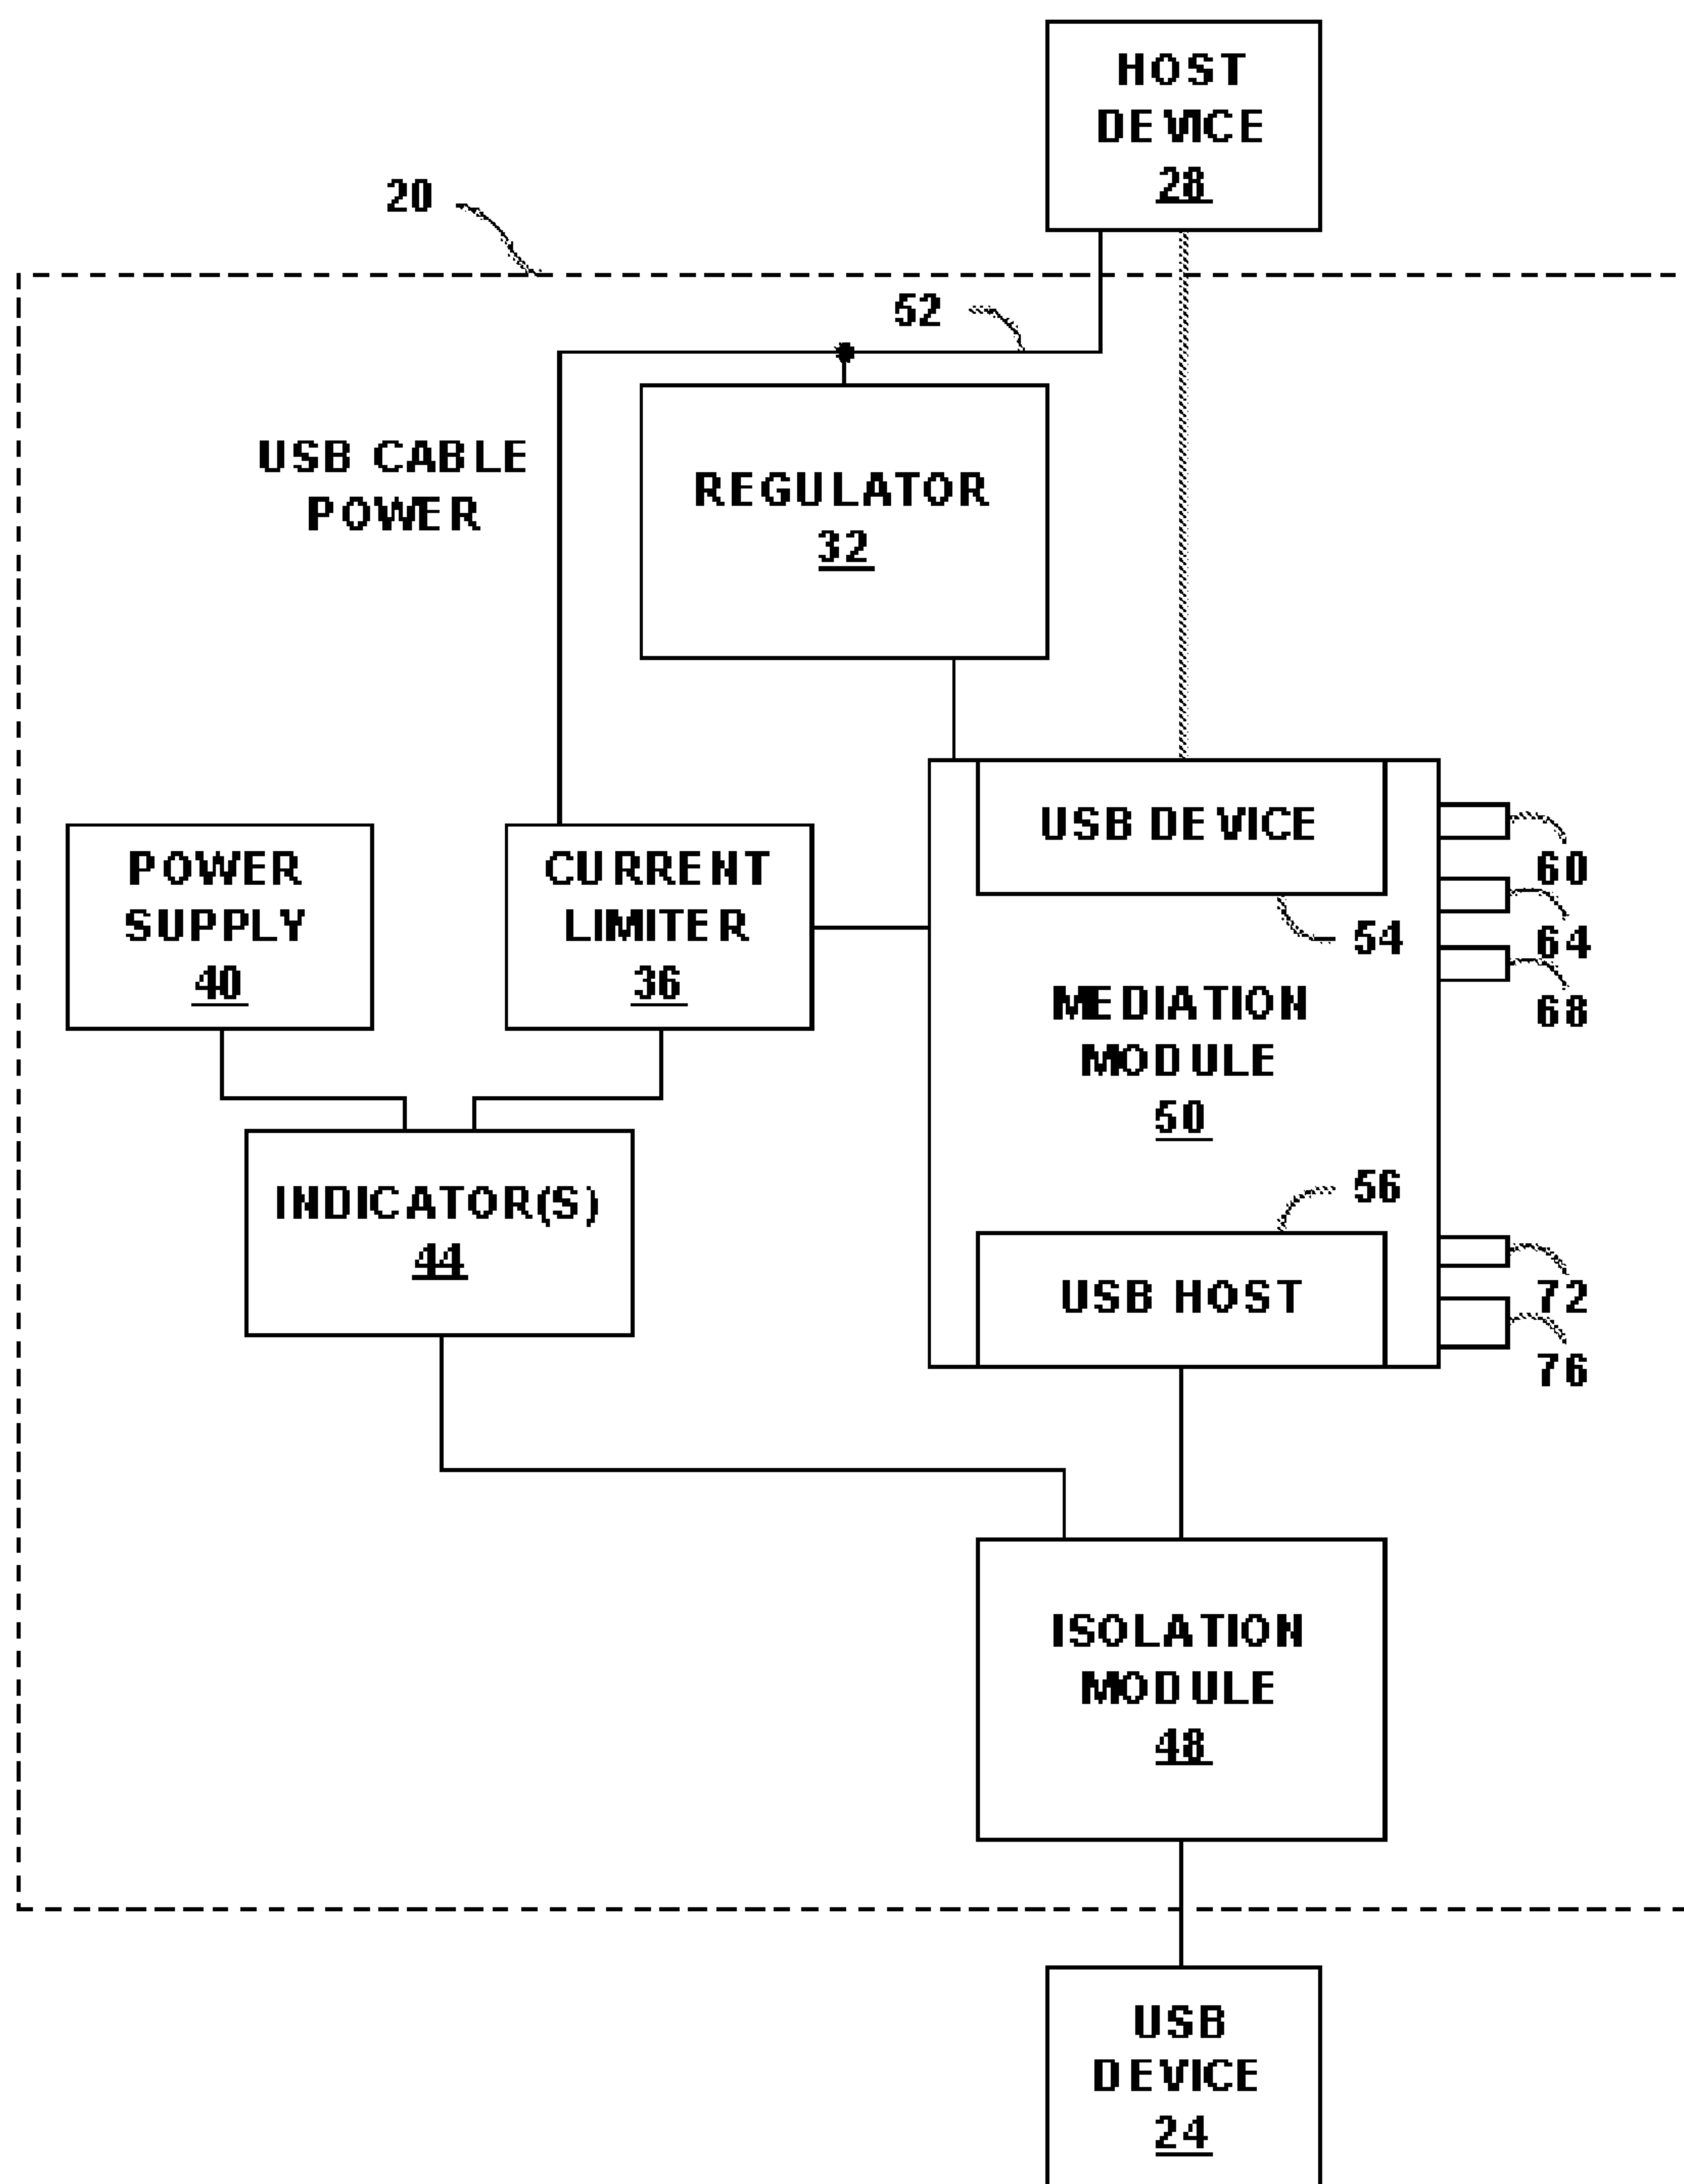 HOST
DEVICE
28
20
52
USB CABLE
POWER
REGULATOR
32
POWER
SUPPLY
40
CURRENT
LIMITER
36
USB DEVICE
54
60
64
68
MEDIATION
MODULE
50
56
INDICATOR(S)
44
USB HOST
72
76
ISOLATION
MODULE
48
USB
DEVICE
24